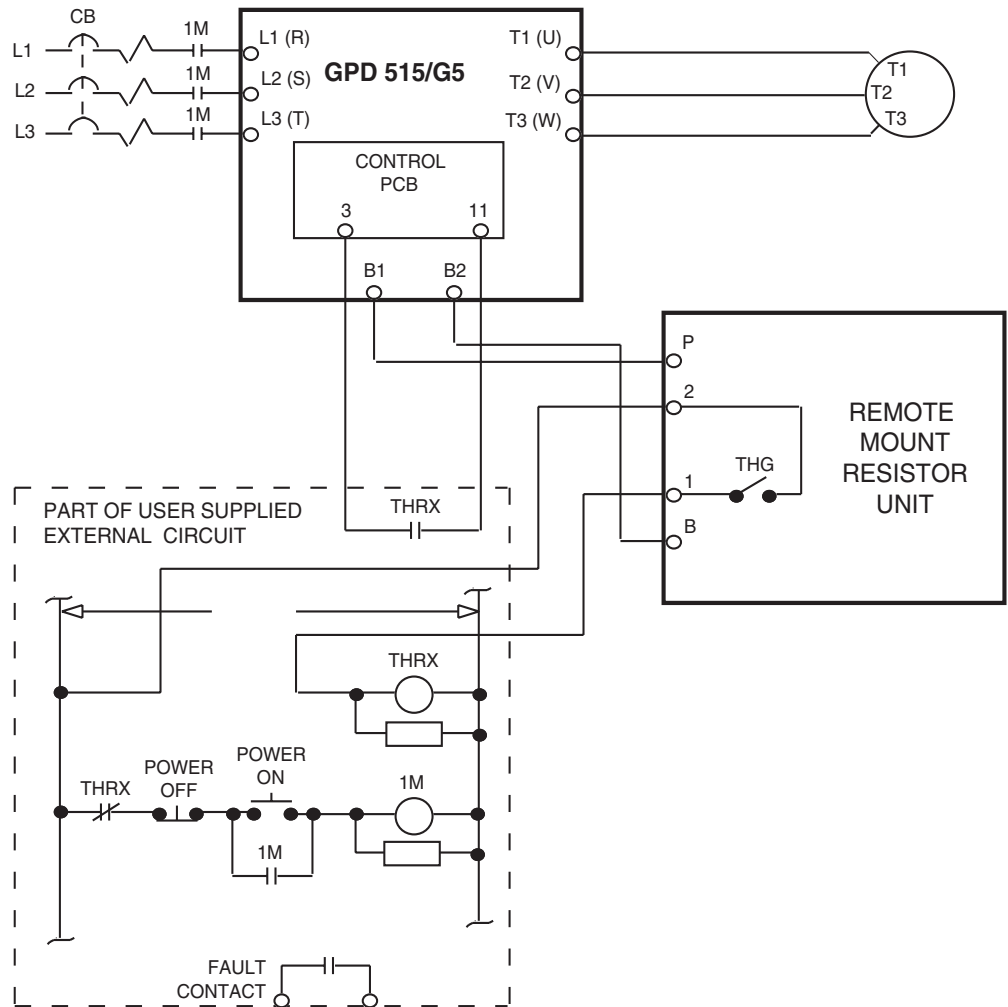 CB
1M
L1
L1 (R)
T1 (U)
1M
L2
L2 (S)
GPD 515/G5
T2 (V)
1M
L3
L3 (T)
T3 (W)
T1
T2
T3
CONTROL
PCB
3
11
B1
B2
P
2
REMOTE
MOUNT
RESISTOR
UNIT
THG
1
B
PART OF USER SUPPLIED
EXTERNAL CIRCUIT
THRX
THRX
THRX
POWER
OFF
POWER
ON
1M
1M
FAULT
CONTACT